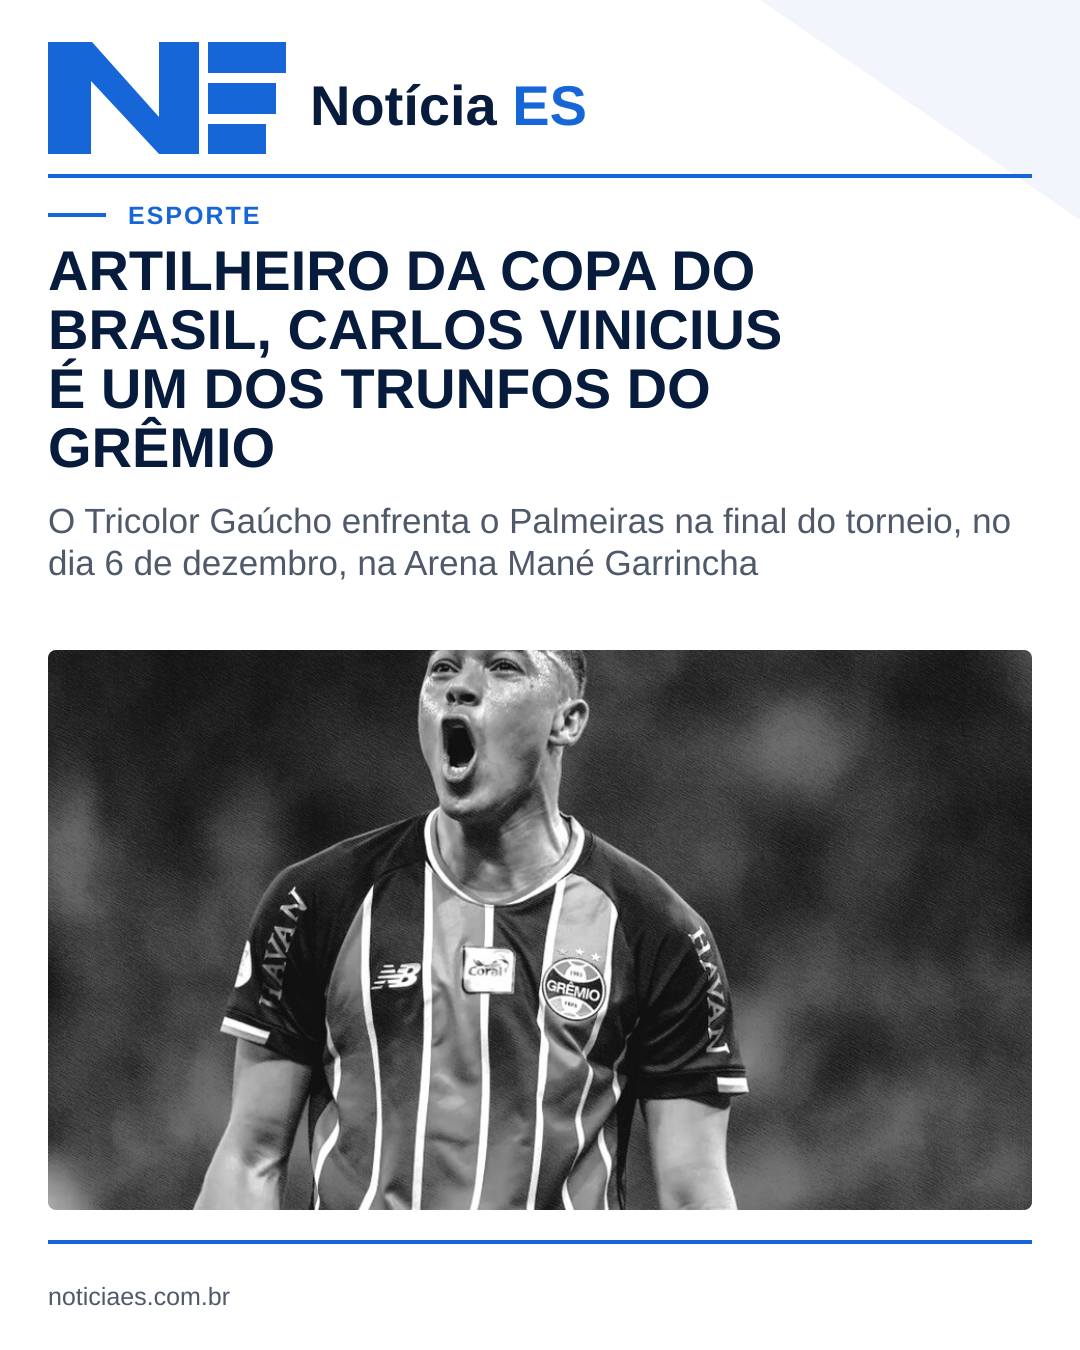 Notícia ES
ESPORTE
ARTILHEIRO DA COPA DO
BRASIL, CARLOS VINICIUS
É UM DOS TRUNFOS DO
GRÊMIO
O Tricolor Gaúcho enfrenta o Palmeiras na final do torneio, no
dia 6 de dezembro, na Arena Mané Garrincha
HAVAN
NB
Coral
GRÊMIO
HAVAN
noticiaes.com.br